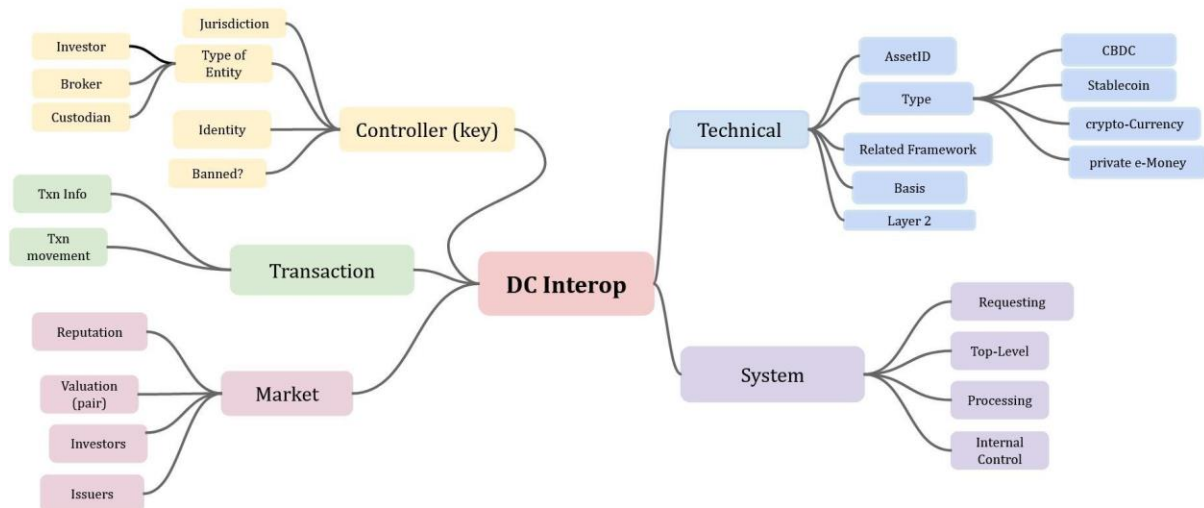 Jurisdiction
Investor
Type of
Entity
Broker
Custodian
Identity
Controller (key)
Banned?
Txn Info
Txn
movement
Transaction
Reputation
Valuation
(pair)
Market
Investors
Issuers
DC Interop
Technical
AssetID
Type
CBDC
Stablecoin
crypto-Currency
private e-Money
Related Framework
Basis
Layer 2
System
Requesting
Top-Level
Processing
Internal
Control